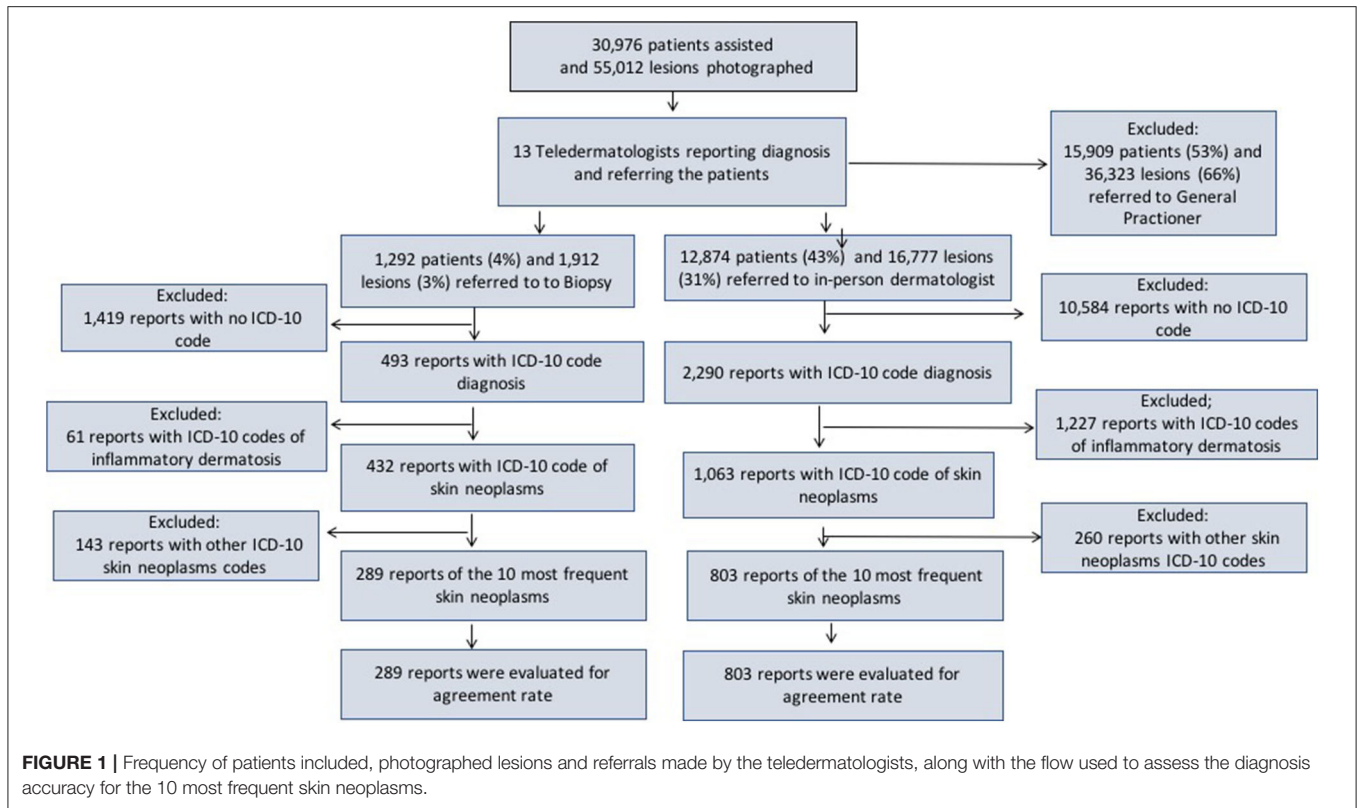 30,976 patients assisted
and 55,012 lesions photographed
13 Teledermatologists reporting diagnosis
and referring the patients
Excluded:
15,909 patients (53%) and
36,323 lesions (66%)
referred to General
Practioner
1,292 patients (4%) and 1,912
lesions (3%) referred to to Biopsy
12,874 patients (43%) and 16,777 lesions
(31%) referred to in-person dermatologist
Excluded:
1,419 reports with no ICD-10
code
Excluded:
10,584 reports with no ICD-10
code
493 reports with ICD-10 code
diagnosis
2,290 reports with ICD-10 code diagnosis
Excluded:
61 reports with ICD-10 codes of
inflammatory dermatosis
Excluded;
1,227 reports with ICD-10 codes
of inflammatory dermatosis
432 reports with ICD-10 code of
skin neoplasms
1,063 reports with ICD-10 code of skin
neoplasms
Excluded:
143 reports with other ICD-10
skin neoplasms codes
Excluded:
260 reports with other skin
neoplasms ICD-10 codes
289 reports of the 10 most frequent
skin neoplasms
803 reports of the 10 most frequent
skin neoplasms
289 reports were evaluated for
agreement rate
803 reports were evaluated for
agreement rate
FIGURE 1 | Frequency of patients included, photographed lesions and referrals made by the teledermatologists, along with the flow used to assess the diagnosis
accuracy for the 10 most frequent skin neoplasms.